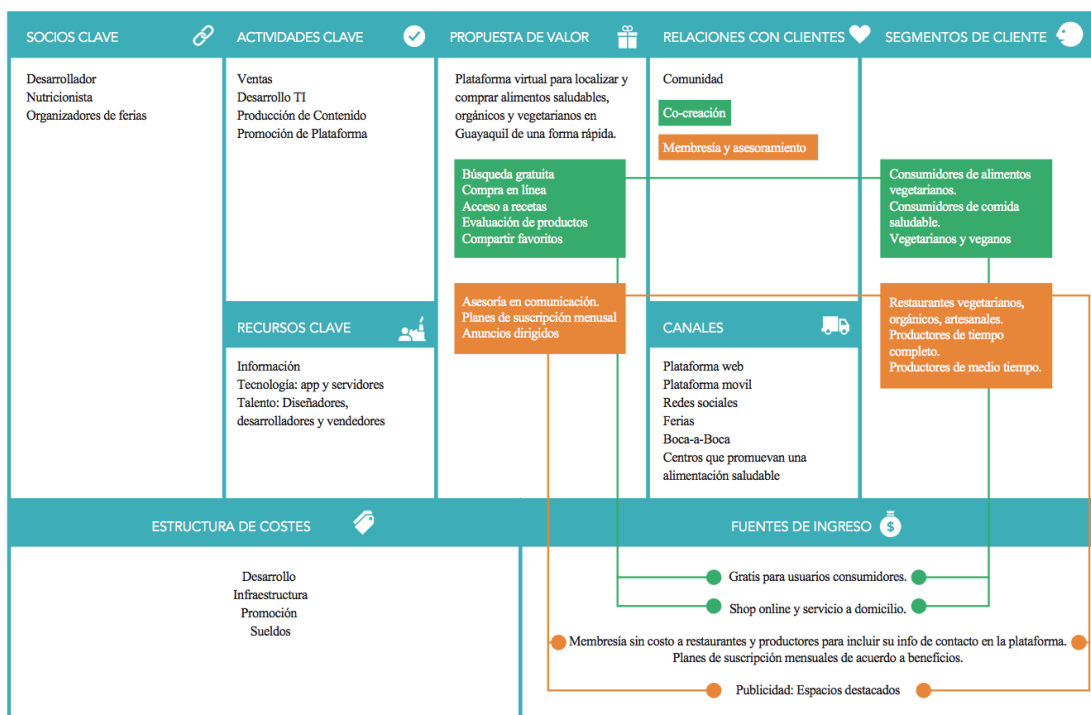 SOCIOS CLAVE
Desarrollador
Nutricionista
Organizadores de ferias
ACTIVIDADES CLAVE
Ventas
Desarrollo TI
Producción de Contenido
Promoción de Plataforma
RECURSOS CLAVE
Información
Tecnología: app y servidores
Talento: Diseñadores,
desarrolladores y vendedores
PROPUESTA DE VALOR
Plataforma virtual para localizar y
comprar alimentos saludables,
orgánicos y vegetarianos en
Guayaquil de una forma rápida.
Búsqueda gratuita
Compra en línea
Acceso a recetas
Evaluación de productos
Compartir favoritos
Asesoría en comunicación.
Planes de suscripción menusal
Anuncios dirigidos
RELACIONES CON CLIENTES
Comunidad
Co-creación
Membresía y asesoramiento
CANALES
Plataforma web
Plataforma movil
Redes sociales
Ferias
Boca-a-Boca
Centros que promuevan una
alimentación saludable
SEGMENTOS DE CLIENTE
Consumidores de alimentos
vegetarianos.
Consumidores de comida
saludable.
Vegetarianos y veganos
Restaurantes vegetarianos,
orgánicos, artesanales.
Productores de tiempo
completo.
Productores de medio tiempo.
ESTRUCTURA DE COSTES
Desarrollo
Infraestructura
Promoción
Sueldos
FUENTES DE INGRESO
$
Gratis para usuarios consumidores.
Shop online y servicio a domicilio.
Membresía sin costo a restaurantes y productores para incluir su info de contacto en la plataforma.
Planes de suscripción mensuales de acuerdo a beneficios.
Publicidad: Espacios destacados